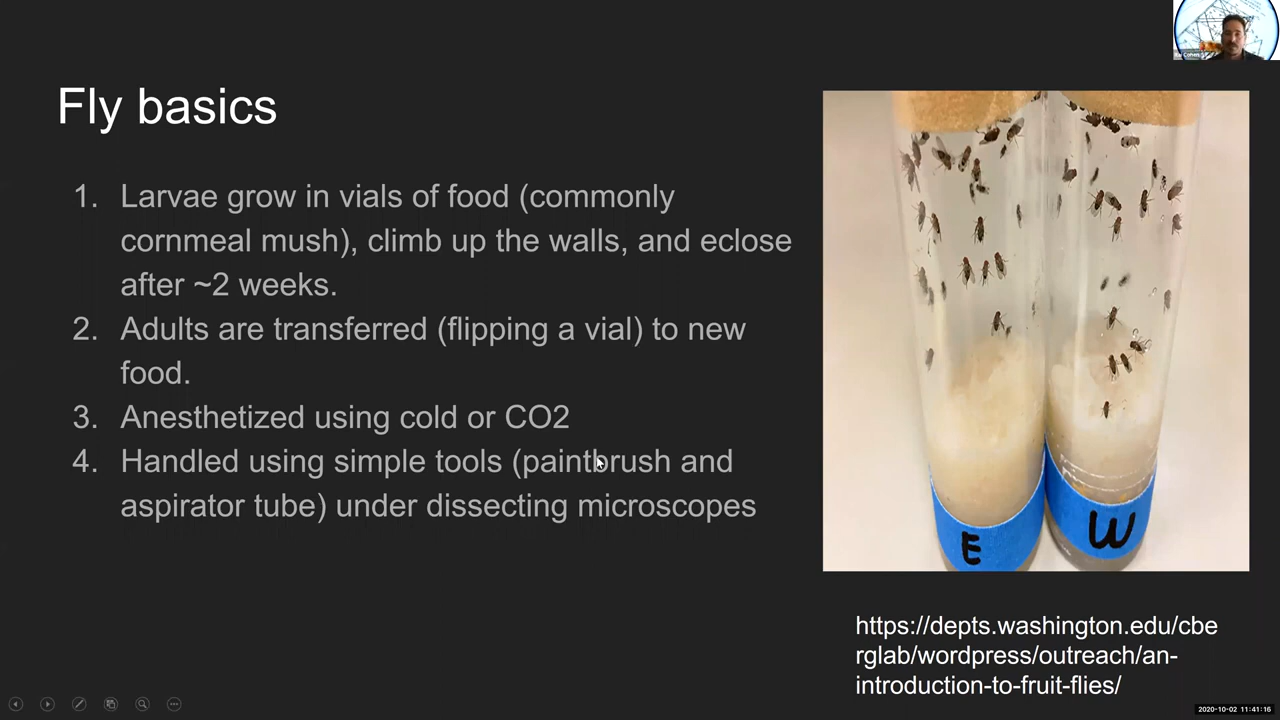 Fly basics
1. Larvae grow in vials of food (commonly
cornmeal mush), climb up the walls, and eclose
after ~2 weeks.
2. Adults are transferred (flipping a vial) to new
food.
3. Anesthetized using cold or CO2
4. Handled using simple tools (paintbrush and
aspirator tube) under dissecting microscopes
E
W
https://depts.washington.edu/cbe
rglab/wordpress/outreach/an-
introduction-to-fruit-flies/
2020-10-02 11:41:16